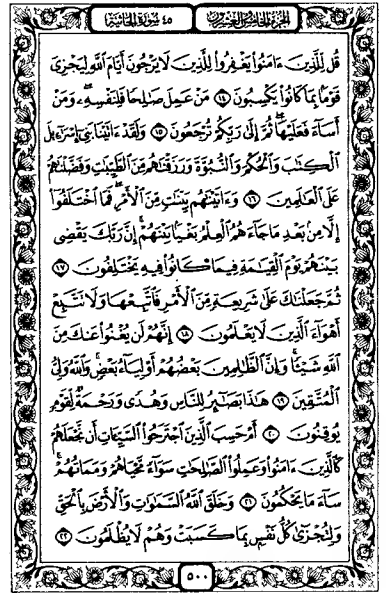 الجزء الخامس والعشرون ٤٥ سورة الجاثية
قُل لِّلَّذِينَ ءَامَنُوا۟ يَغْفِرُوا۟ لِلَّذِينَ لَا يَرْجُونَ أَيَّامَ ٱللَّهِ لِيَجْزِىَ
قَوْمًۢا بِمَا كَانُوا۟ يَكْسِبُونَ ١٤ مَنْ عَمِلَ صَٰلِحًا فَلِنَفْسِهِۦ وَمَنْ
أَسَآءَ فَعَلَيْهَا ثُمَّ إِلَىٰ رَبِّكُمْ تُرْجَعُونَ ١٥ وَلَقَدْ ءَاتَيْنَا بَنِىٓ إِسْرَٰٓءِيلَ
ٱلْكِتَٰبَ وَٱلْحُكْمَ وَٱلنُّبُوَّةَ وَرَزَقْنَٰهُم مِّنَ ٱلطَّيِّبَٰتِ وَفَضَّلْنَٰهُمْ
عَلَى ٱلْعَٰلَمِينَ ١٦ وَءَاتَيْنَٰهُم بَيِّنَٰتٍ مِّنَ ٱلْأَمْرِ فَمَا ٱخْتَلَفُوٓا۟
إِلَّا مِنۢ بَعْدِ مَا جَآءَهُمُ ٱلْعِلْمُ بَغْيًۢا بَيْنَهُمْ إِنَّ رَبَّكَ يَقْضِى
بَيْنَهُمْ يَوْمَ ٱلْقِيَٰمَةِ فِيمَا كَانُوا۟ فِيهِ يَخْتَلِفُونَ ١٧
ثُمَّ جَعَلْنَٰكَ عَلَىٰ شَرِيعَةٍ مِّنَ ٱلْأَمْرِ فَٱتَّبِعْهَا وَلَا تَتَّبِعْ
أَهْوَآءَ ٱلَّذِينَ لَا يَعْلَمُونَ ١٨ إِنَّهُمْ لَن يُغْنُوا۟ عَنكَ مِنَ
ٱللَّهِ شَيْـًٔا وَإِنَّ ٱلظَّٰلِمِينَ بَعْضُهُمْ أَوْلِيَآءُ بَعْضٍ وَٱللَّهُ وَلِىُّ
ٱلْمُتَّقِينَ ١٩ هَٰذَا بَصَٰٓئِرُ لِلنَّاسِ وَهُدًى وَرَحْمَةٌ لِّقَوْمٍ
يُوقِنُونَ ٢٠ أَمْ حَسِبَ ٱلَّذِينَ ٱجْتَرَحُوا۟ ٱلسَّيِّـَٔاتِ أَن نَّجْعَلَهُمْ
كَٱلَّذِينَ ءَامَنُوا۟ وَعَمِلُوا۟ ٱلصَّٰلِحَٰتِ سَوَآءً مَّحْيَاهُمْ وَمَمَاتُهُمْ
سَآءَ مَا يَحْكُمُونَ ٢١ وَخَلَقَ ٱللَّهُ ٱلسَّمَٰوَٰتِ وَٱلْأَرْضَ بِٱلْحَقِّ
وَلِتُجْزَىٰ كُلُّ نَفْسٍۭ بِمَا كَسَبَتْ وَهُمْ لَا يُظْلَمُونَ ٢٢
٥٠٠